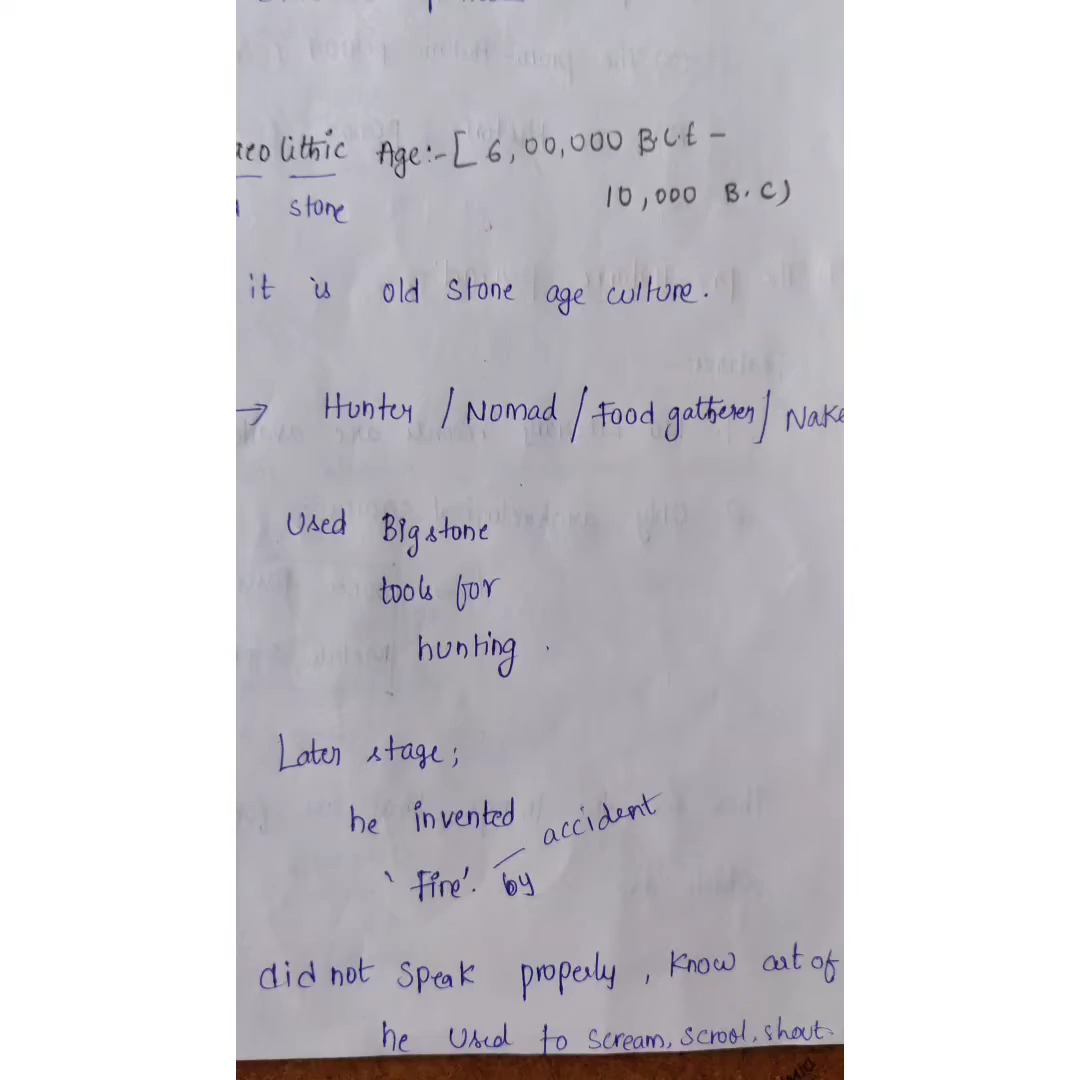 aeolithic Age:- [ 6,00,000 B.C.E -
stone 10,000 B.C)
it is old stone age culture.
→ Hunter / Nomad / Food gatherer / Nake
Used Big stone
tools for
hunting .
Later stage;
he invented accident
'Fire'. by
did not speak properly, know art of
he used to scream, scrool, shout.